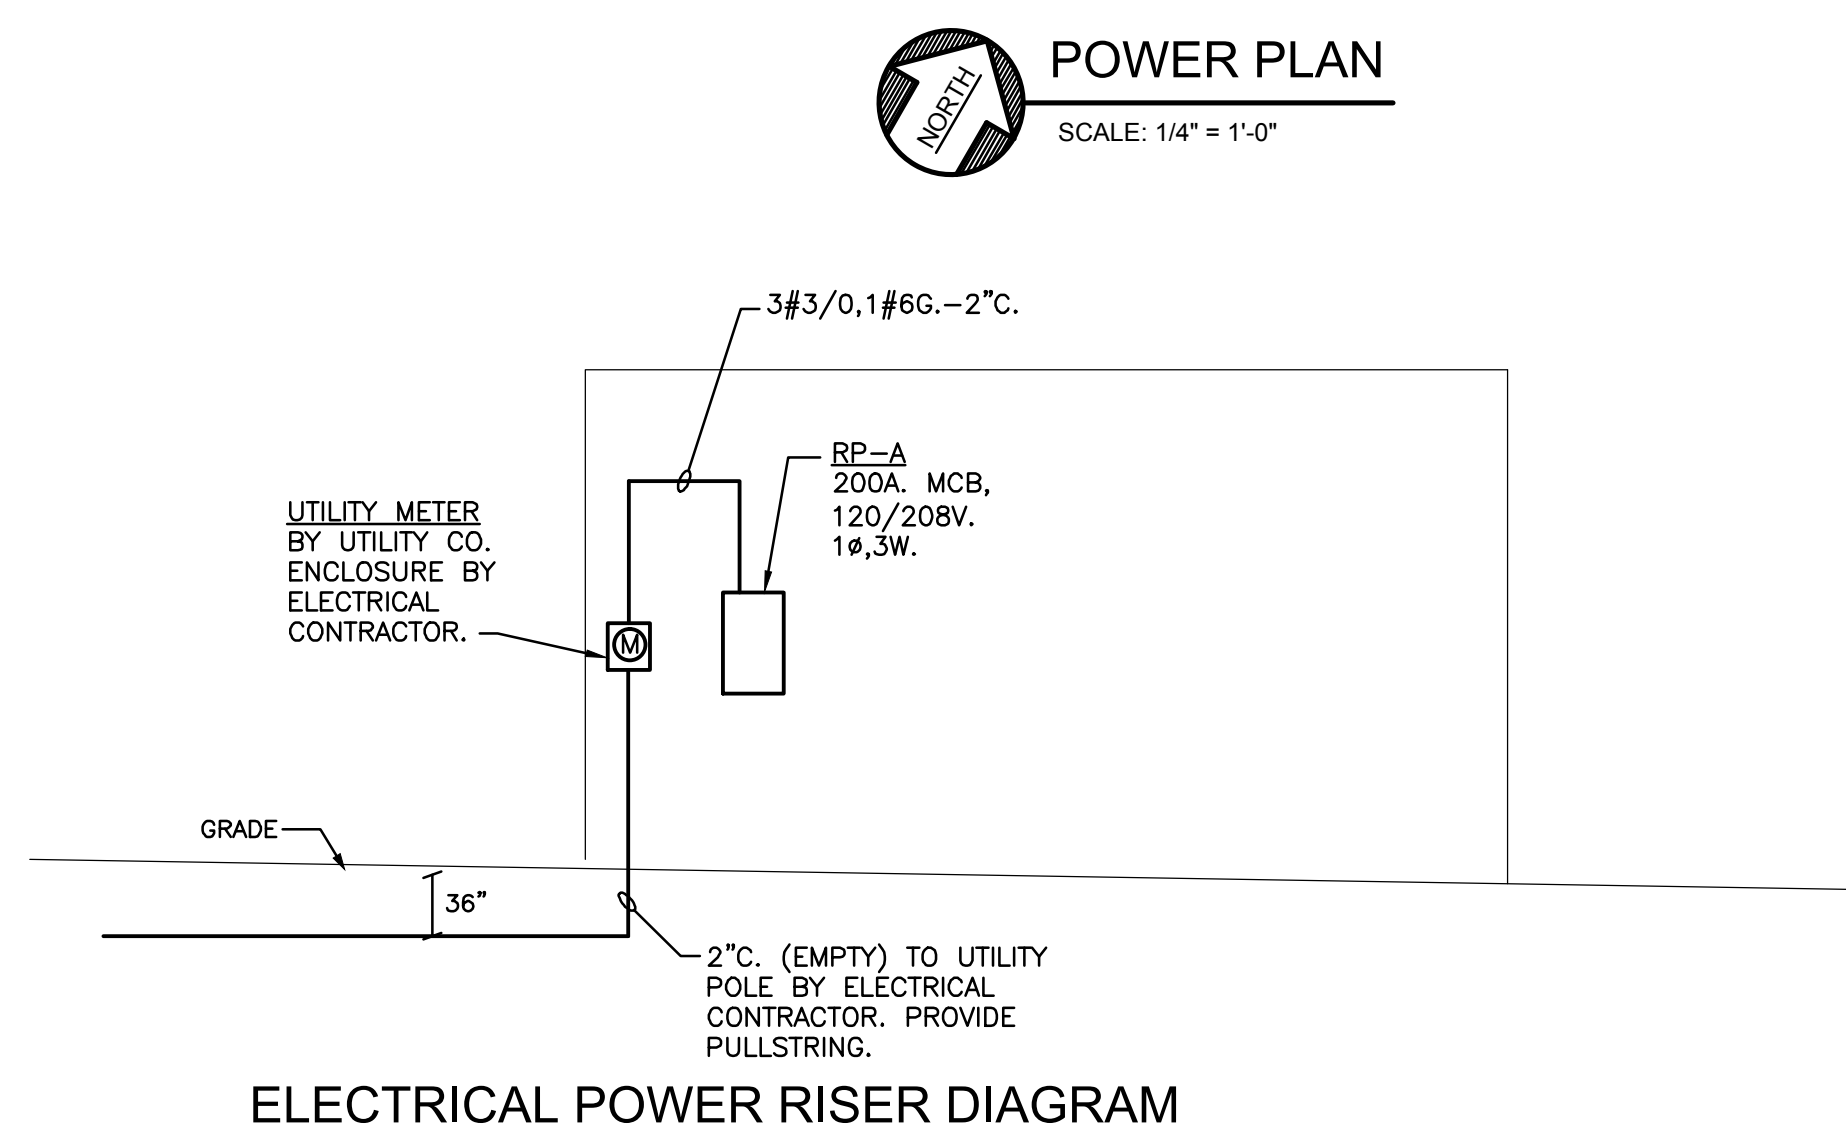 POWER PLAN
NORTH
SCALE: 1/4" = 1'-0"
3#3/0,1#6G.-2"C.
RP-A
200A. MCB,
120/208V.
1ø,3W.
UTILITY METER
BY UTILITY CO.
ENCLOSURE BY
ELECTRICAL
CONTRACTOR.
M
GRADE
36"
2"C. (EMPTY) TO UTILITY
POLE BY ELECTRICAL
CONTRACTOR. PROVIDE
PULLSTRING.
ELECTRICAL POWER RISER DIAGRAM